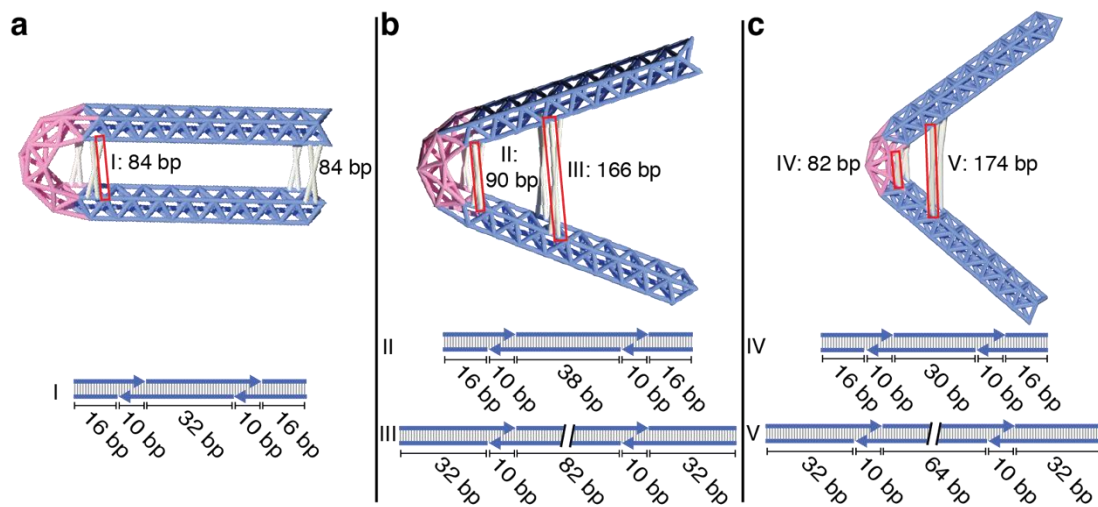 a
I: 84 bp
84 bp
I
16 bp
10 bp
32 bp
10 bp
16 bp
b
II:
90 bp
III: 166 bp
II
16 bp
10 bp
38 bp
10 bp
16 bp
III
32 bp
10 bp
82 bp
10 bp
32 bp
c
IV: 82 bp
V: 174 bp
IV
16 bp
10 bp
30 bp
10 bp
16 bp
V
32 bp
10 bp
64 bp
10 bp
32 bp